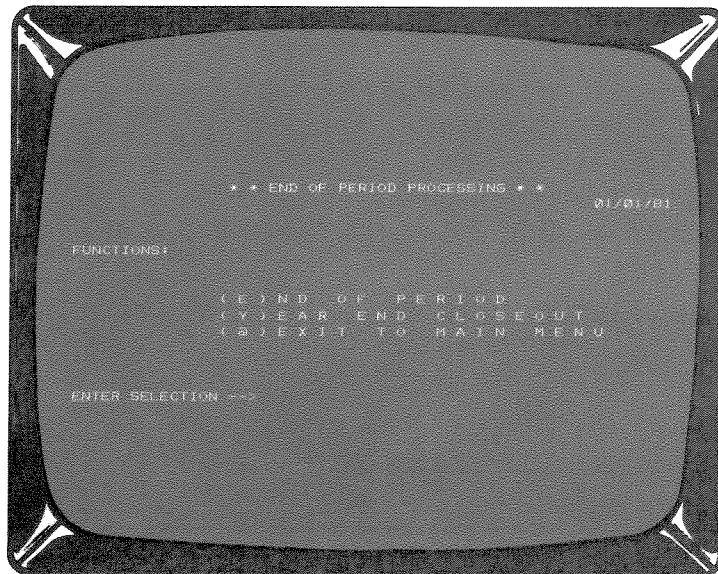 * * END OF PERIOD PROCESSING * *
01/01/81
FUNCTIONS:
(E)ND OF PERIOD
(Y)EAR END CLOSEOUT
(@)EXIT TO MAIN MENU
ENTER SELECTION -->